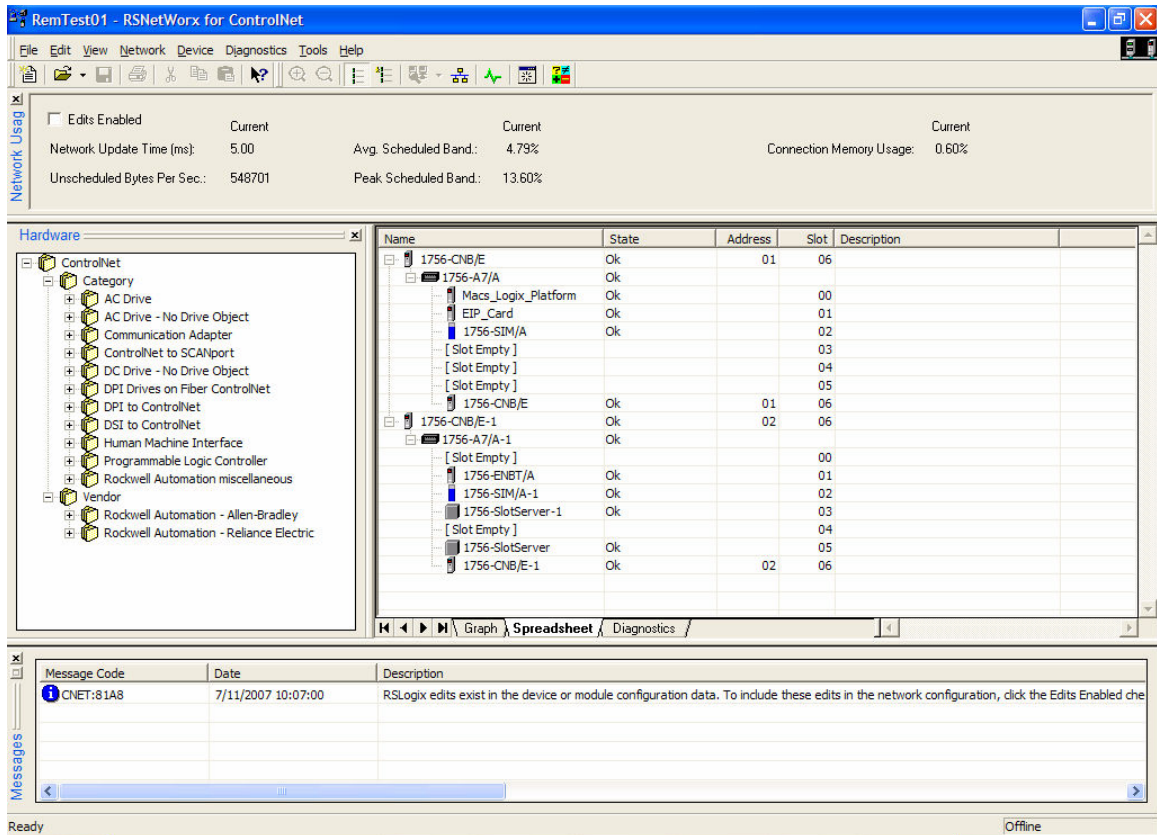 RemTest01 - RSNetWorx for ControlNet
File Edit View Network Device Diagnostics Tools Help
Network Usag
Edits Enabled Current Current Current
Network Update Time (ms): 5.00 Avg. Scheduled Band.: 4.79% Connection Memory Usage: 0.60%
Unscheduled Bytes Per Sec.: 548701 Peak Scheduled Band.: 13.60%
Hardware
ControlNet
Category
AC Drive
AC Drive - No Drive Object
Communication Adapter
ControlNet to SCANport
DC Drive - No Drive Object
DPI Drives on Fiber ControlNet
DPI to ControlNet
DSI to ControlNet
Human Machine Interface
Programmable Logic Controller
Rockwell Automation miscellaneous
Vendor
Rockwell Automation - Allen-Bradley
Rockwell Automation - Reliance Electric
Name State Address Slot Description
1756-CNB/E Ok 01 06
1756-A7/A Ok
Macs_Logix_Platform Ok 00
EIP_Card Ok 01
1756-SIM/A Ok 02
[ Slot Empty ] 03
[ Slot Empty ] 04
[ Slot Empty ] 05
1756-CNB/E Ok 01 06
1756-CNB/E-1 Ok 02 06
1756-A7/A-1 Ok
[ Slot Empty ] 00
1756-ENBT/A Ok 01
1756-SIM/A-1 Ok 02
1756-SlotServer-1 Ok 03
[ Slot Empty ] 04
1756-SlotServer Ok 05
1756-CNB/E-1 Ok 02 06
Graph Spreadsheet Diagnostics
Messages
Message Code Date Description
CNET:81A8 7/11/2007 10:07:00 RSLogix edits exist in the device or module configuration data. To include these edits in the network configuration, click the Edits Enabled che
Ready Offline